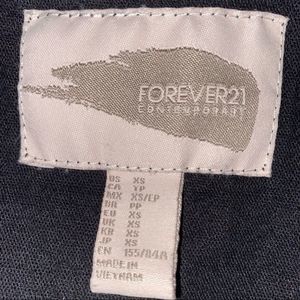 FOREVER21
CONTEMPORARY
US XS
CA TP
MX XS/EP
BR PP
EU XS
UK XS
KR XS
JP XS
CN 155/84A
MADE IN
VIETNAM